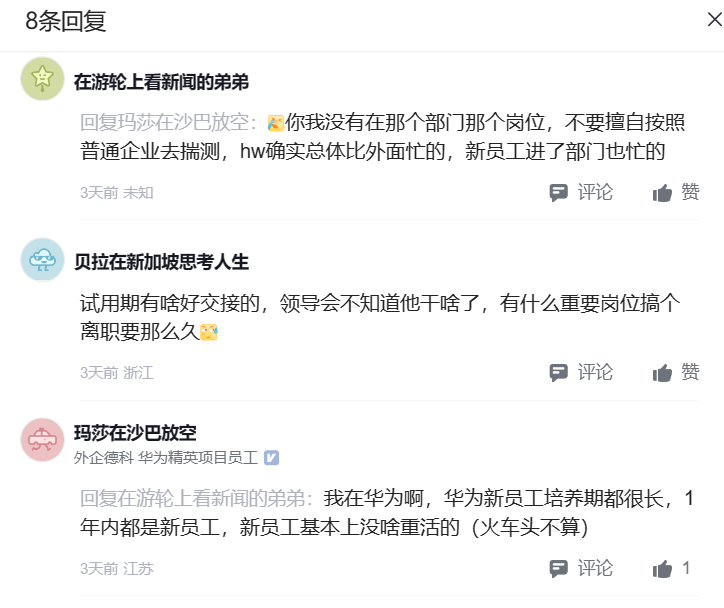 8条回复
在游轮上看新闻的弟弟
回复玛莎在沙巴放空：你我没有在那个部门那个岗位，不要擅自按照
普通企业去揣测，hw确实总体比外面忙的，新员工进了部门也忙的
3天前 未知
评论 赞
贝拉在新加坡思考人生
试用期有啥好交接的，领导会不知道他干啥了，有什么重要岗位搞个
离职要那么久
3天前 浙江
评论 赞
玛莎在沙巴放空
外企德科 华为精英项目员工
回复在游轮上看新闻的弟弟：我在华为啊，华为新员工培养期都很长，1
年内都是新员工，新员工基本上没啥重活的（火车头不算）
3天前 江苏
评论 1